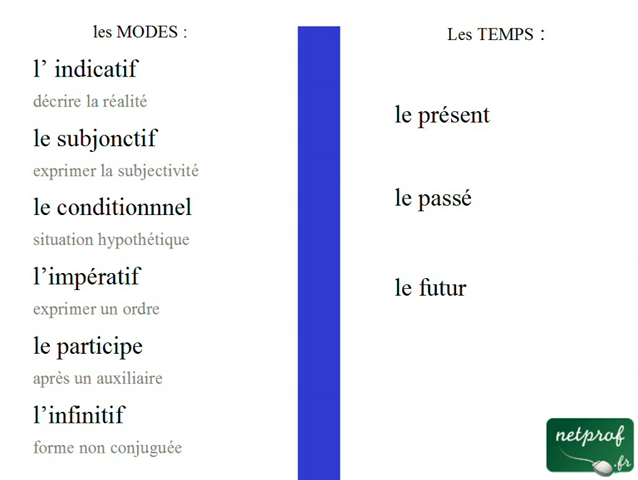 les MODES :
l’ indicatif
décrire la réalité
le subjonctif
exprimer la subjectivité
le conditionnnel
situation hypothétique
l’impératif
exprimer un ordre
le participe
après un auxiliaire
l’infinitif
forme non conjuguée
Les TEMPS :
le présent
le passé
le futur
netprof
.fr